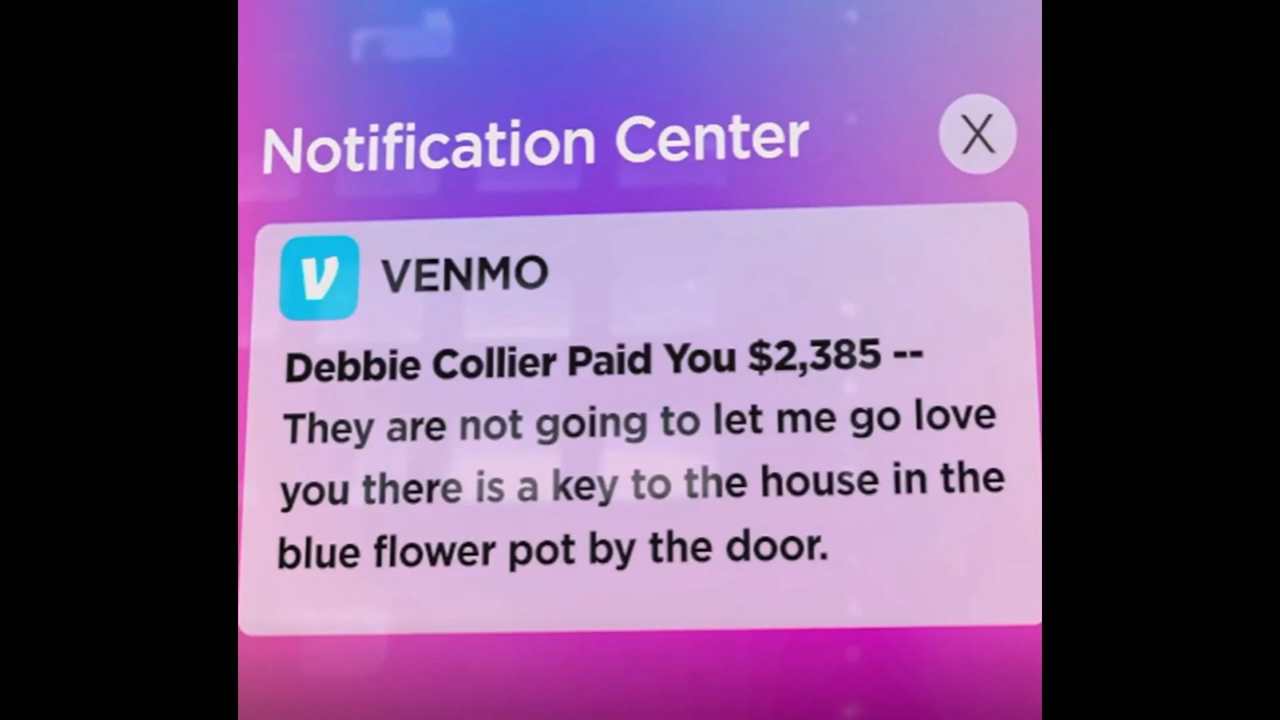 Notification Center
X
V
VENMO
Debbie Collier Paid You $2,385 --
They are not going to let me go love
you there is a key to the house in the
blue flower pot by the door.